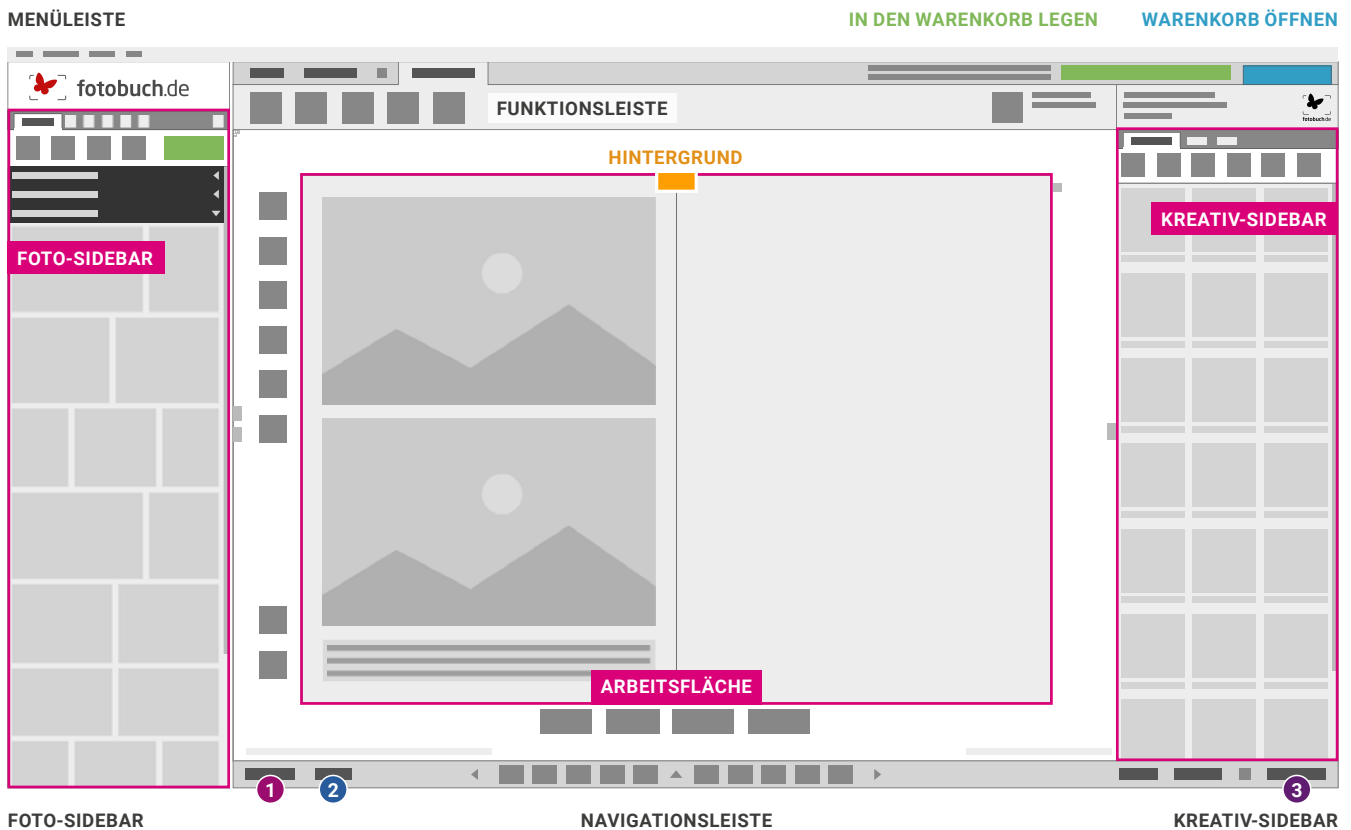 MENÜLEISTE
IN DEN WARENKORB LEGEN
WARENKORB ÖFFNEN
fotobuch.de
FUNKTIONSLEISTE
fotobuch.de
HINTERGRUND
KREATIV-SIDEBAR
FOTO-SIDEBAR
ARBEITSFLÄCHE
1
2
3
FOTO-SIDEBAR
NAVIGATIONSLEISTE
KREATIV-SIDEBAR